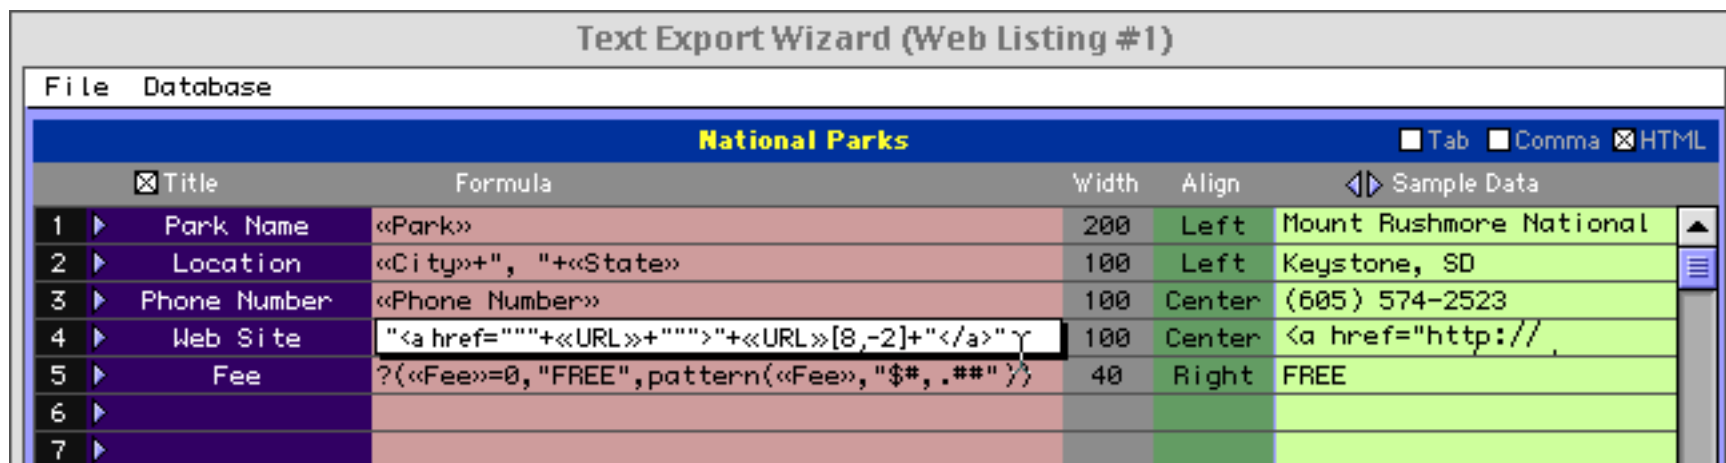 Text Export Wizard (Web Listing #1)
File Database
National Parks Tab Comma HTML
Title Formula Width Align Sample Data
1 Park Name «Park» 200 Left Mount Rushmore National
2 Location «City»+", "+«State» 100 Left Keystone, SD
3 Phone Number «Phone Number» 100 Center (605) 574-2523
4 Web Site "<a href="""+«URL»+""">"+«URL»[8,-2]+"</a>" 100 Center <a href="http://
5 Fee ?(«Fee»=0,"FREE",pattern(«Fee»,"$#,.##")) 40 Right FREE
6
7